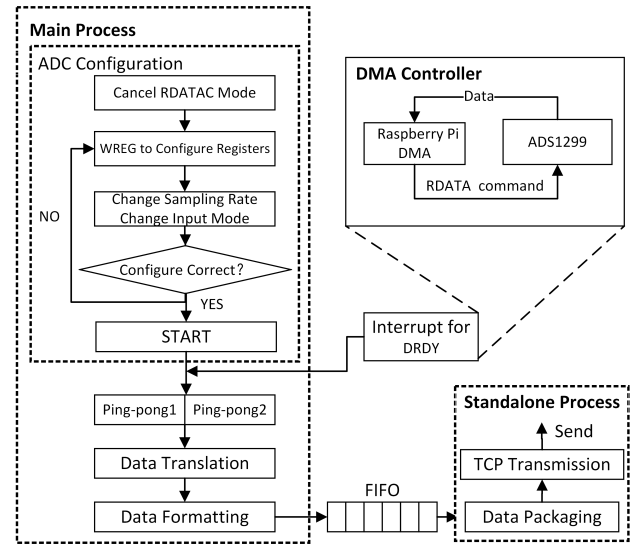 Main Process
ADC Configuration
Cancel RDATAC Mode
WREG to Configure Registers
Change Sampling Rate
Change Input Mode
Configure Correct?
NO
YES
START
Ping-pong1
Ping-pong2
Data Translation
Data Formatting
DMA Controller
Data
Raspberry Pi
DMA
ADS1299
RDATA command
Interrupt for
DRDY
FIFO
Standalone Process
Send
TCP Transmission
Data Packaging